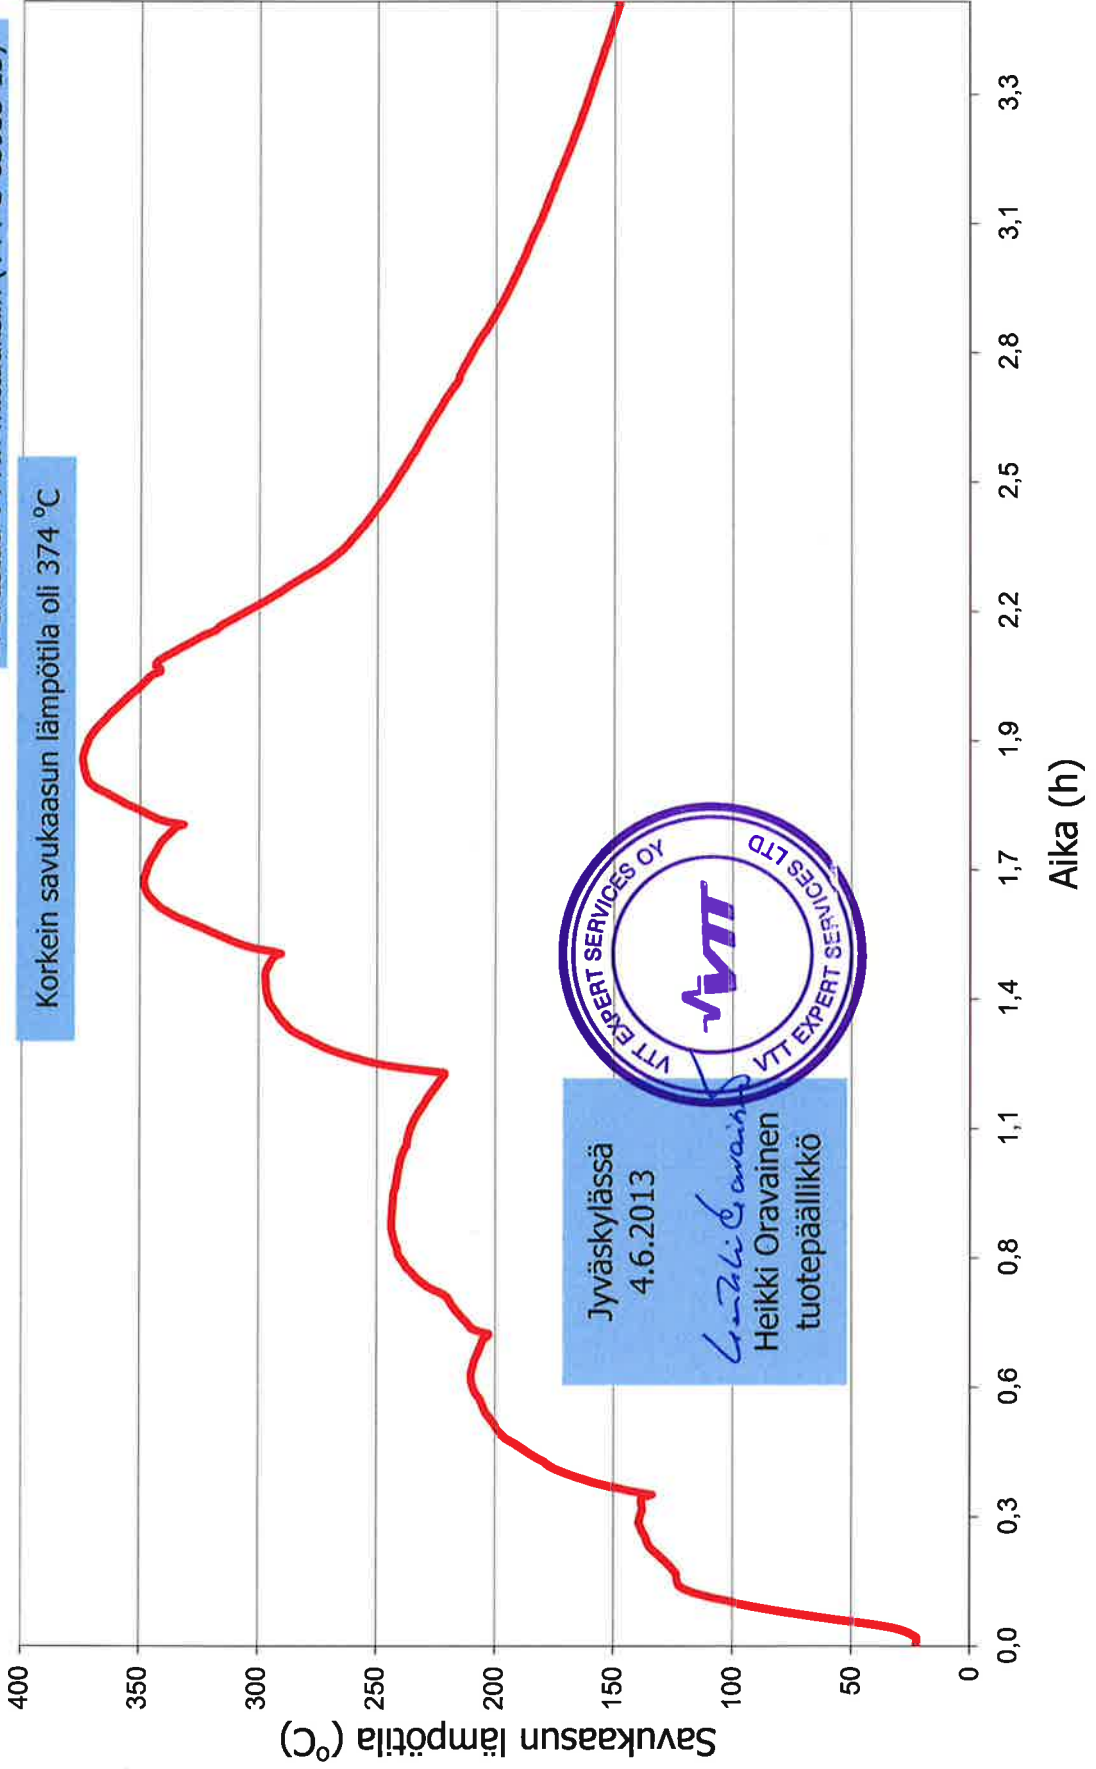 Korkein savukaasun lämpötila oli 374 °C
Savukaasun lämpötila (°C)
400
350
300
250
200
150
100
50
0
0,0
0,3
0,6
0,8
1,1
1,4
1,7
1,9
2,2
2,5
2,8
3,1
3,3
Aika (h)
Jyväskylässä
4.6.2013
Heikki Oravainen
tuotepäällikkö
VTT EXPERT SERVICES OY
VTT
VTT EXPERT SERVICES LTD